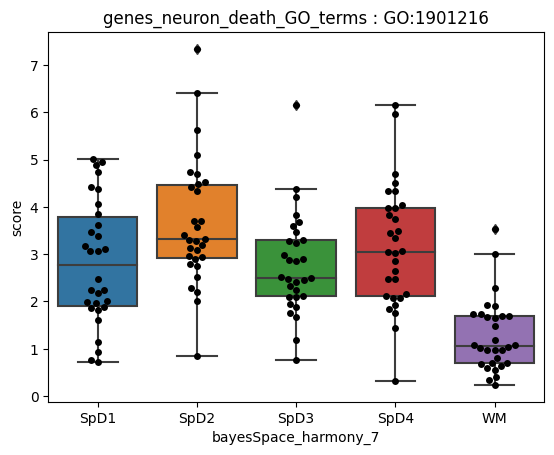 genes_neuron_death_GO_terms : GO:1901216
7
6
5
4
3
2
1
0
score
SpD1 SpD2 SpD3 SpD4 WM
bayesSpace_harmony_7